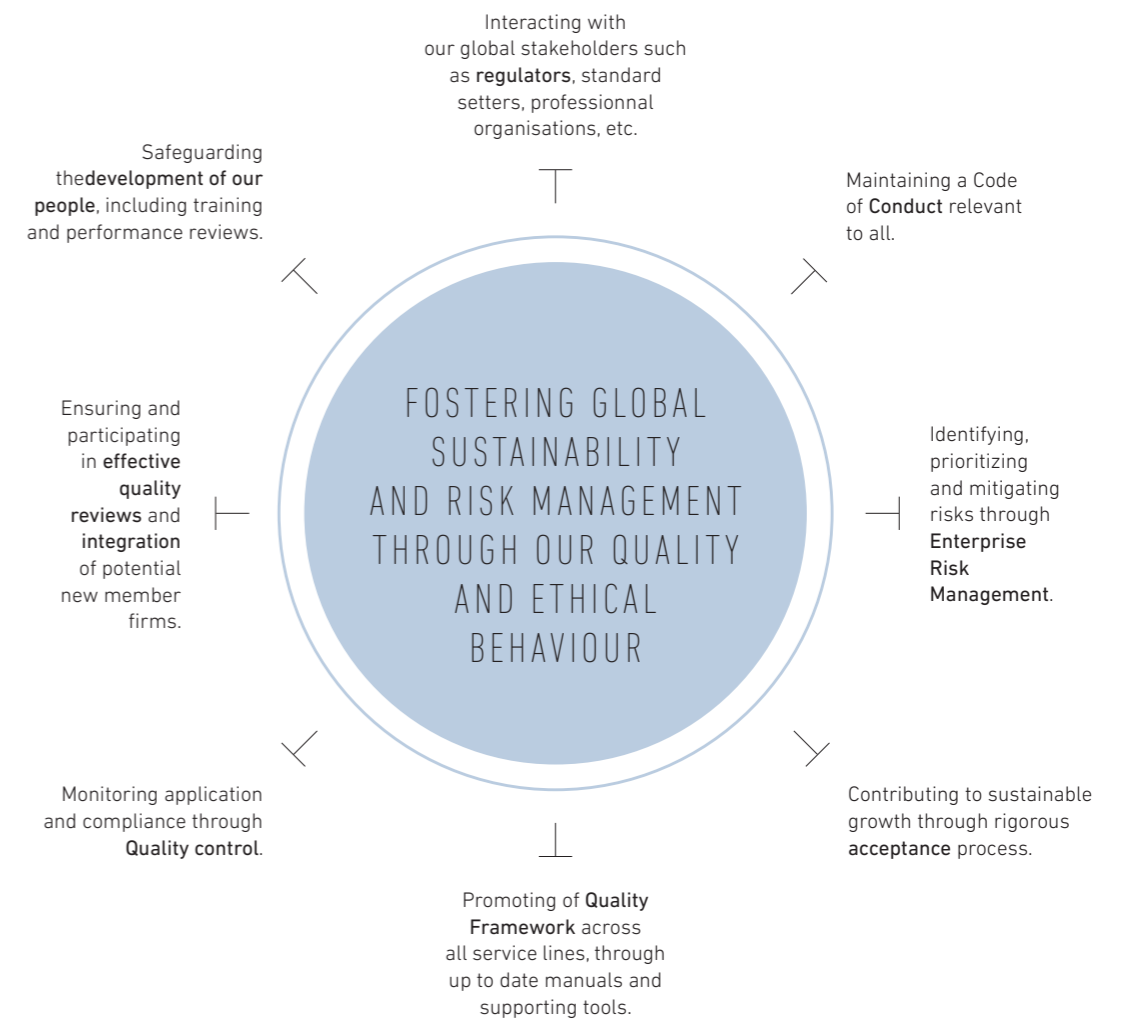 Interacting with
our global stakeholders such
as regulators, standard
setters, professionnal
organisations, etc.
Safeguarding
thedevelopment of our
people, including training
and performance reviews.
Maintaining a Code
of Conduct relevant
to all.
Ensuring and
participating
in effective
quality
reviews and
integration
of potential
new member
firms.
FOSTERING GLOBAL
SUSTAINABILITY
AND RISK MANAGEMENT
THROUGH OUR QUALITY
AND ETHICAL
BEHAVIOUR
Identifying,
prioritizing
and mitigating
risks through
Enterprise
Risk
Management.
Monitoring application
and compliance through
Quality control.
Contributing to sustainable
growth through rigorous
acceptance process.
Promoting of Quality
Framework across
all service lines, through
up to date manuals and
supporting tools.